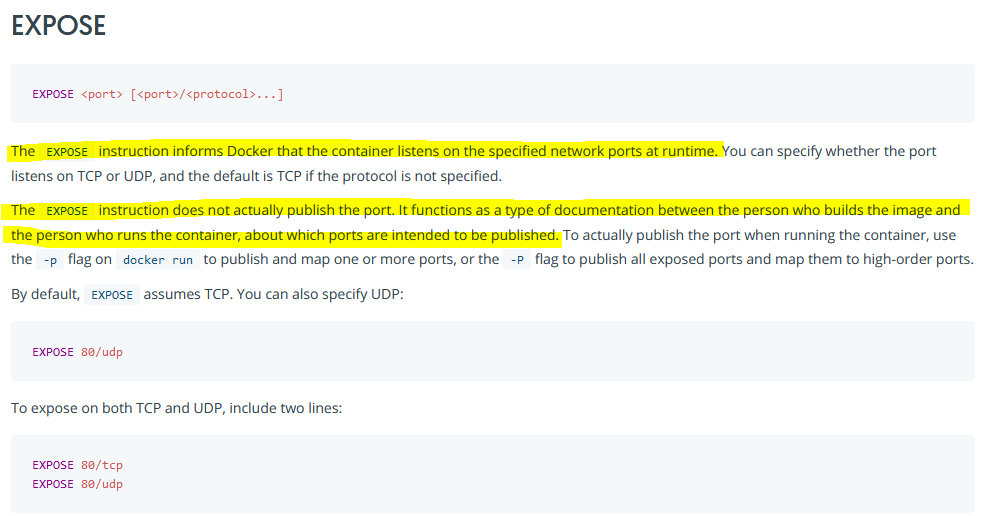 EXPOSE
EXPOSE <port> [<port>/<protocol>...]
The EXPOSE instruction informs Docker that the container listens on the specified network ports at runtime. You can specify whether the port
listens on TCP or UDP, and the default is TCP if the protocol is not specified.
The EXPOSE instruction does not actually publish the port. It functions as a type of documentation between the person who builds the image and
the person who runs the container, about which ports are intended to be published. To actually publish the port when running the container, use
the -p flag on docker run to publish and map one or more ports, or the -P flag to publish all exposed ports and map them to high-order ports.
By default, EXPOSE assumes TCP. You can also specify UDP:
EXPOSE 80/udp
To expose on both TCP and UDP, include two lines:
EXPOSE 80/tcp
EXPOSE 80/udp